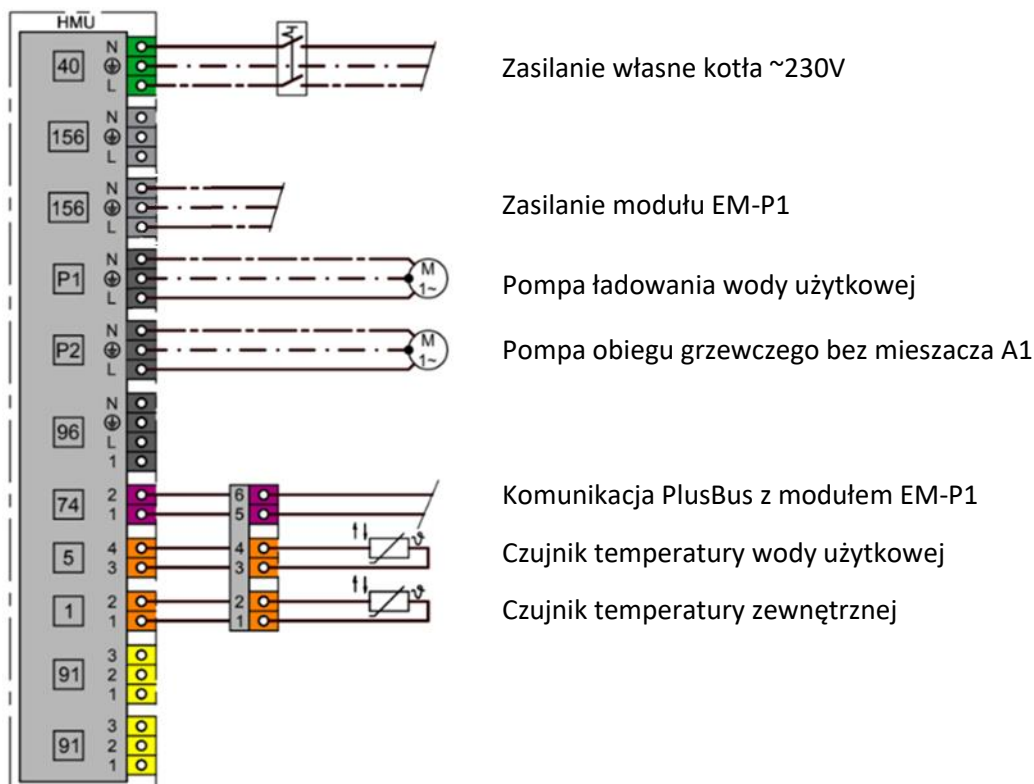 HMU
40 N Zasilanie własne kotła ~230V
L
N
156
L
N
156 Zasilanie modułu EM-P1
L
N
P1 M 1~ Pompa ładowania wody użytkowej
L
N
P2 M 1~ Pompa obiegu grzewczego bez mieszacza A1
L
N
96
L
1
74 2 6 Komunikacja PlusBus z modułem EM-P1
1 5
5 4 4 ϑ Czujnik temperatury wody użytkowej
3 3
1 2 2 ϑ Czujnik temperatury zewnętrznej
1 1
3
91 2
1
3
91 2
1